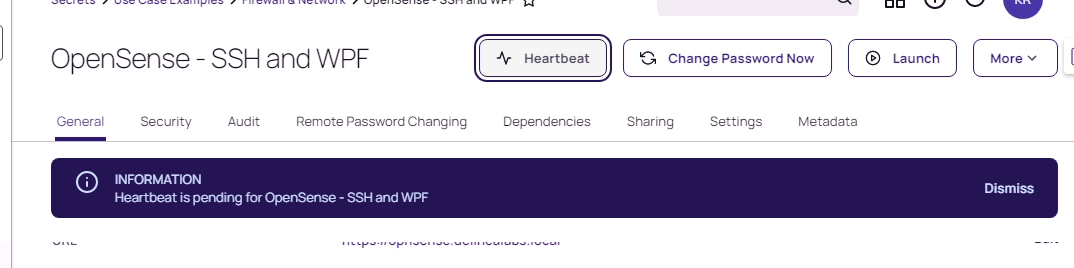 Secrets > Use Case Examples > Firewall & Network > OpenSense - SSH and WPF
KR
OpenSense - SSH and WPF
Heartbeat
Change Password Now
Launch
More
General Security Audit Remote Password Changing Dependencies Sharing Settings Metadata
INFORMATION
Heartbeat is pending for OpenSense - SSH and WPF
Dismiss
URL https://opnsense.delinealabs.local Edit